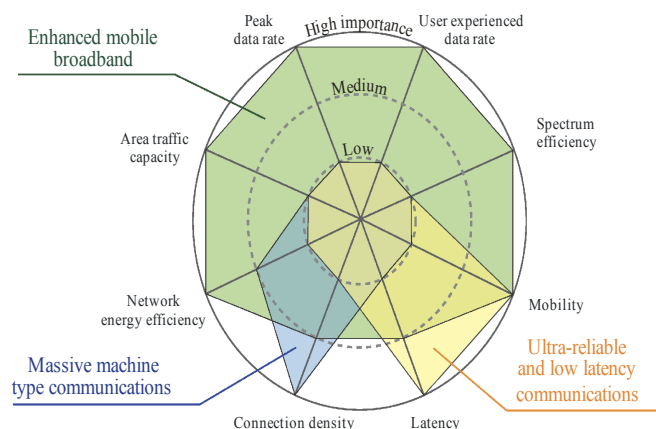 Peak
data rate
High importance
User experienced
data rate
Enhanced mobile
broadband
Medium
Area traffic
capacity
Low
Spectrum
efficiency
Network
energy efficiency
Mobility
Massive machine
type communications
Ultra-reliable
and low latency
communications
Connection density
Latency